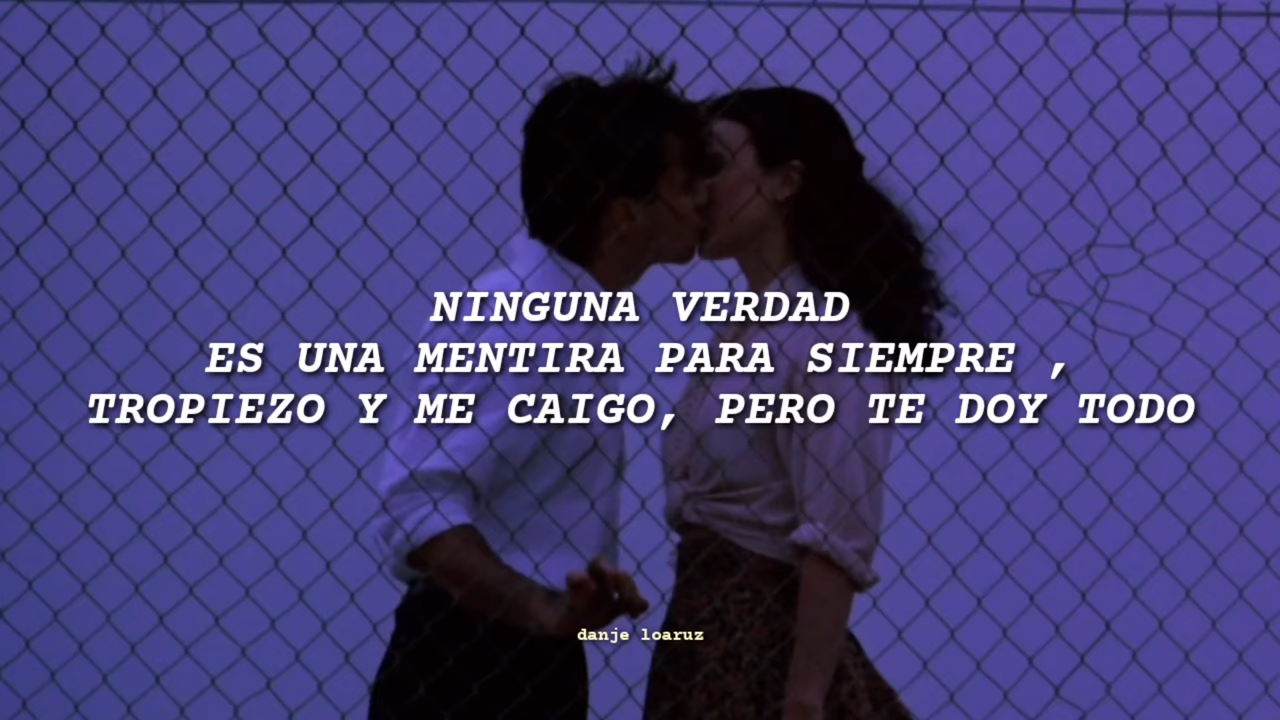 NINGUNA VERDAD
ES UNA MENTIRA PARA SIEMPRE ,
TROPIEZO Y ME CAIGO, PERO TE DOY TODO
danje loaruz